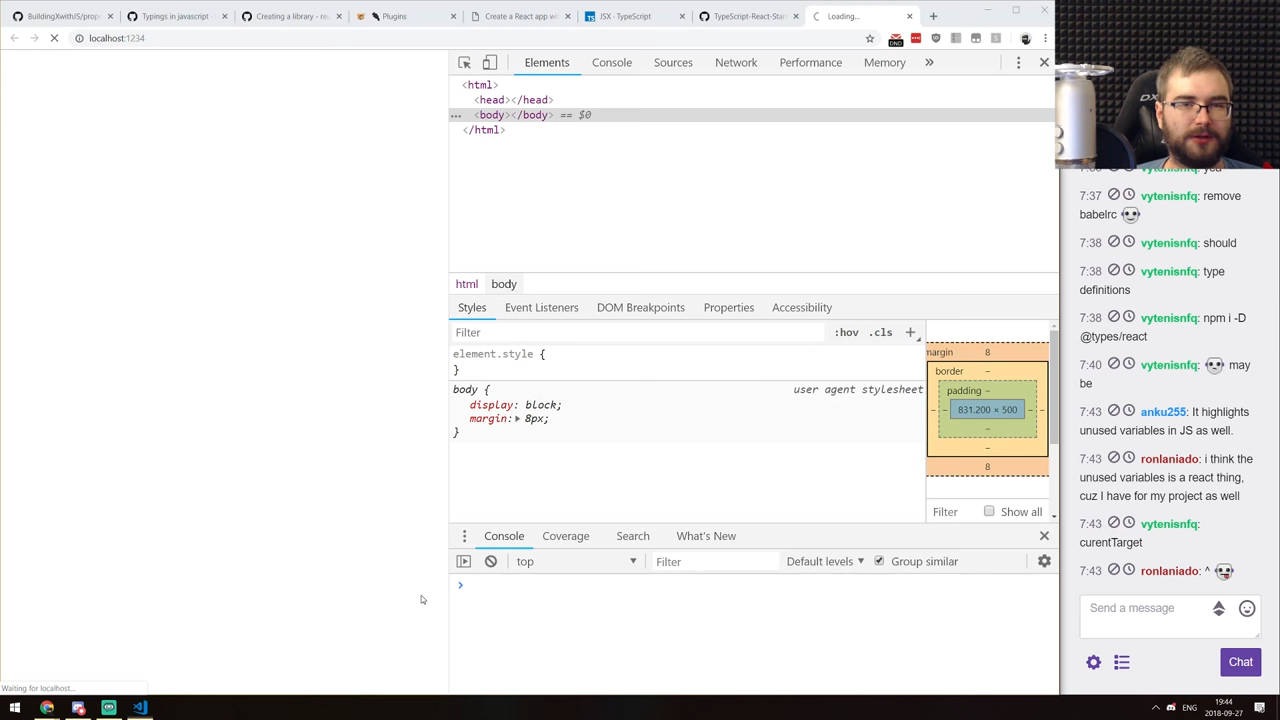 BuildingXwithJS/prop
Typings in javascript -
Creating a library - rea
Plugins
Create a React app wi
TS
JSX · TypeScript
TypeScript-React-Star
Loading...
localhost:1234
DND
Elements
Console
Sources
Network
Performance
Memory
<html>
<head></head>
<body></body> == $0
</html>
html
body
Styles
Event Listeners
DOM Breakpoints
Properties
Accessibility
Filter
:hov
.cls
element.style {
}
body {
user agent stylesheet
display: block;
margin: 8px;
}
margin
8
border
–
padding –
– – 831.200 × 500 – –
–
–
8
Filter
Show all
Console
Coverage
Search
What's New
top
Filter
Default levels
Group similar
Waiting for localhost...
DX
7:37 vytenisnfq: remove
babelrc
7:38 vytenisnfq: should
7:38 vytenisnfq: type
definitions
7:38 vytenisnfq: npm i -D
@types/react
7:40 vytenisnfq: may
be
7:43 anku255: It highlights
unused variables in JS as well.
7:43 ronlaniado: i think the
unused variables is a react thing,
cuz I have for my project as well
7:43 vytenisnfq:
curentTarget
7:43 ronlaniado: ^
Send a message
Chat
ENG
19:44
2018-09-27